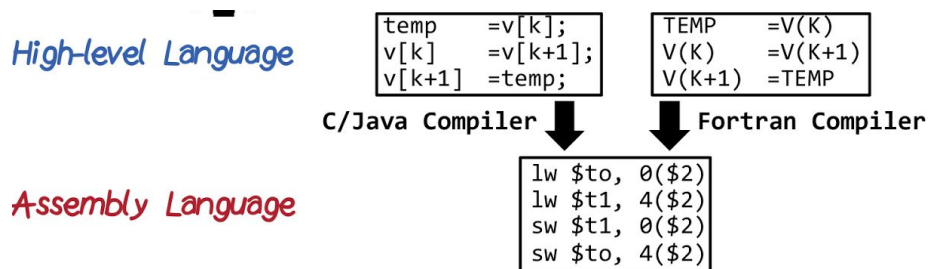 High-level Language
temp =v[k];
v[k] =v[k+1];
v[k+1] =temp;
TEMP =V(K)
V(K) =V(K+1)
V(K+1) =TEMP
C/Java Compiler
Fortran Compiler
Assembly Language
lw $to, 0($2)
lw $t1, 4($2)
sw $t1, 0($2)
sw $to, 4($2)